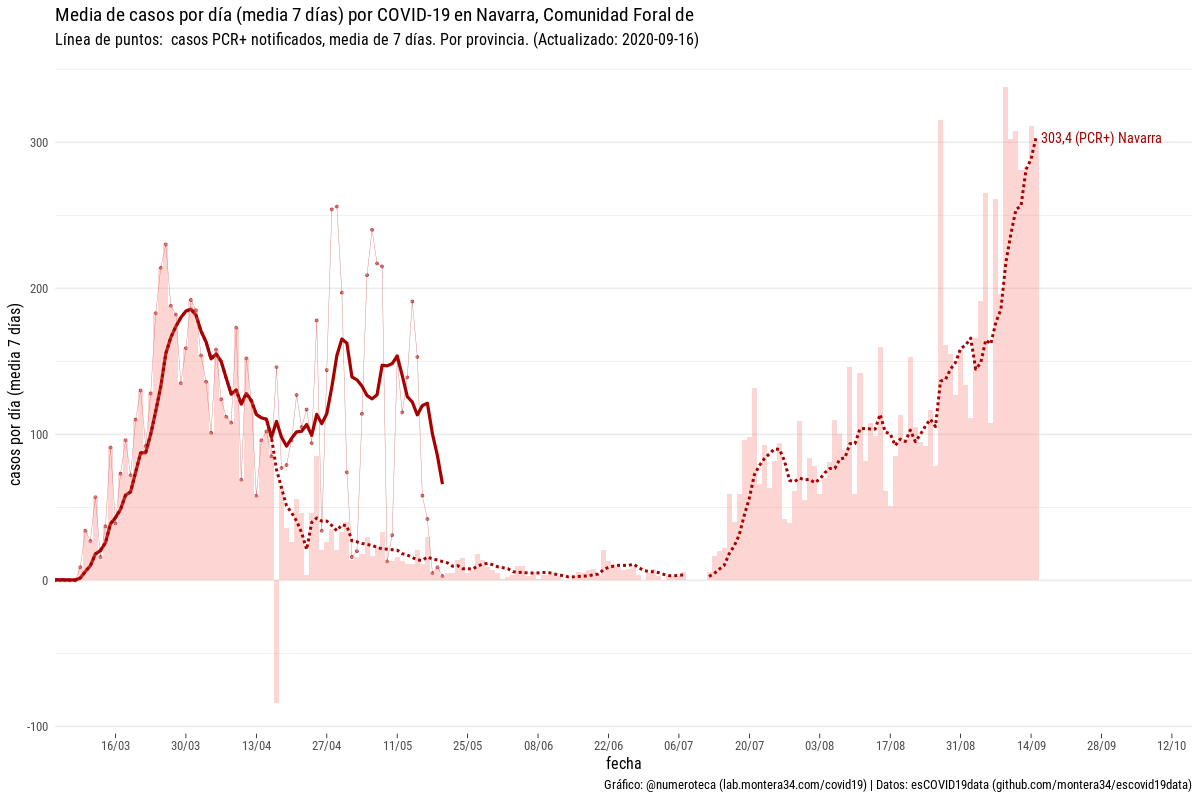 Media de casos por día (media 7 días) por COVID-19 en Navarra, Comunidad Foral de
Línea de puntos:  casos PCR+ notificados, media de 7 días. Por provincia. (Actualizado: 2020-09-16)
casos por día (media 7 días)
300
200
100
0
-100
303,4 (PCR+) Navarra
16/03 30/03 13/04 27/04 11/05 25/05 08/06 22/06 06/07 20/07 03/08 17/08 31/08 14/09 28/09 12/10
fecha
Gráfico: @numeroteca (lab.montera34.com/covid19) | Datos: esCOVID19data (github.com/montera34/escovid19data)